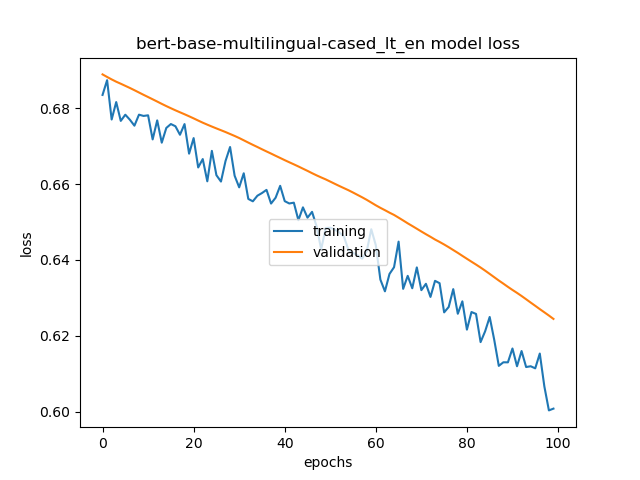 bert-base-multilingual-cased_lt_en model loss
loss
0.68
0.66
0.64
0.62
0.60
training
validation
0
20
40
60
80
100
epochs